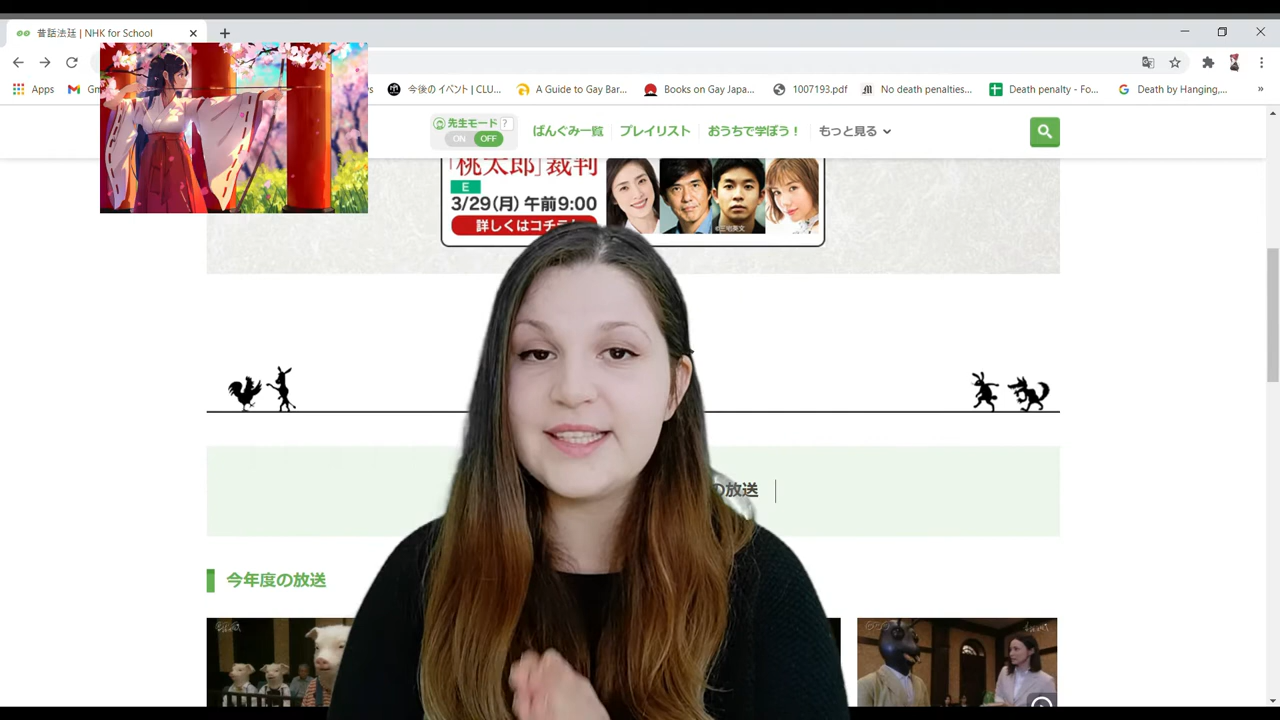 昔話法廷 | NHK for School
Apps
今後のイベント | CLU...
A Guide to Gay Bar...
Books on Gay Japa...
1007193.pdf
No death penalties...
Death penalty - Fo...
Death by Hanging,...
»
先生モード ?
ON OFF
ばんぐみ一覧
プレイリスト
おうちで学ぼう！
もっと見る
「桃太郎」裁判
E
3/29(月) 午前9:00
詳しくはコチラ
の放送
今年度の放送